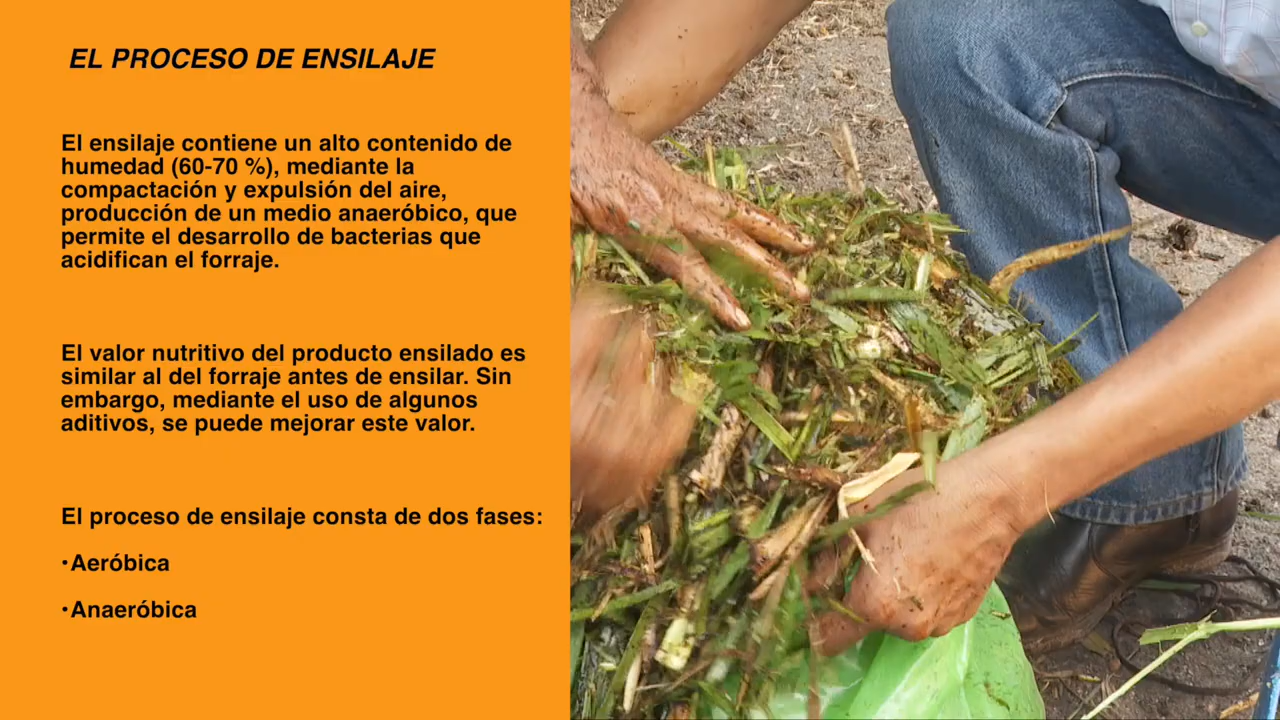 EL PROCESO DE ENSILAJE
El ensilaje contiene un alto contenido de
humedad (60-70 %), mediante la
compactación y expulsión del aire,
producción de un medio anaeróbico, que
permite el desarrollo de bacterias que
acidifican el forraje.
El valor nutritivo del producto ensilado es
similar al del forraje antes de ensilar. Sin
embargo, mediante el uso de algunos
aditivos, se puede mejorar este valor.
El proceso de ensilaje consta de dos fases:
•Aeróbica
•Anaeróbica